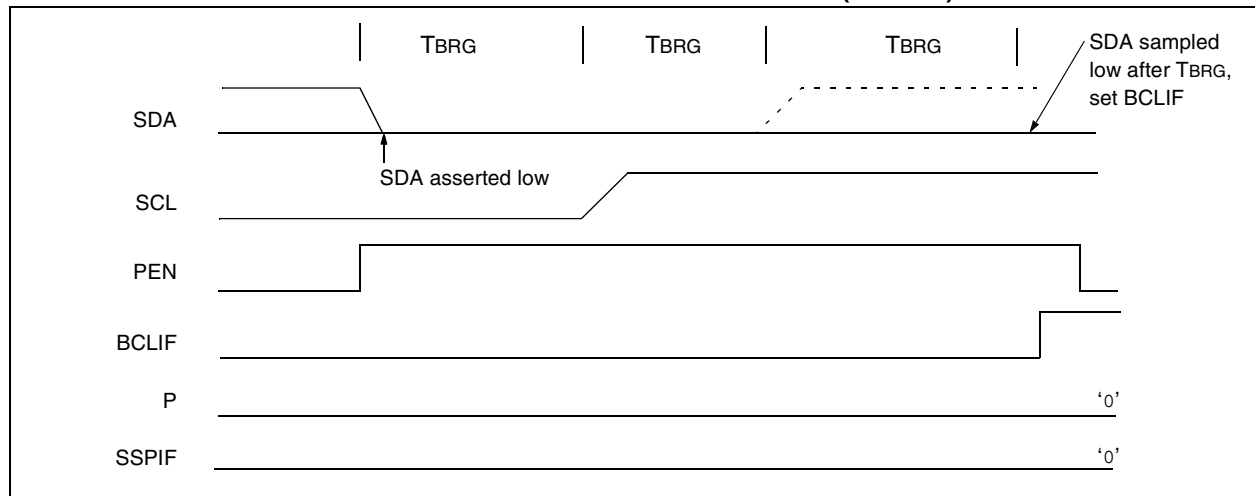 TBRG TBRG TBRG
SDA sampled
low after TBRG,
set BCLIF
SDA
SDA asserted low
SCL
PEN
BCLIF
P
'0'
SSPIF
'0'